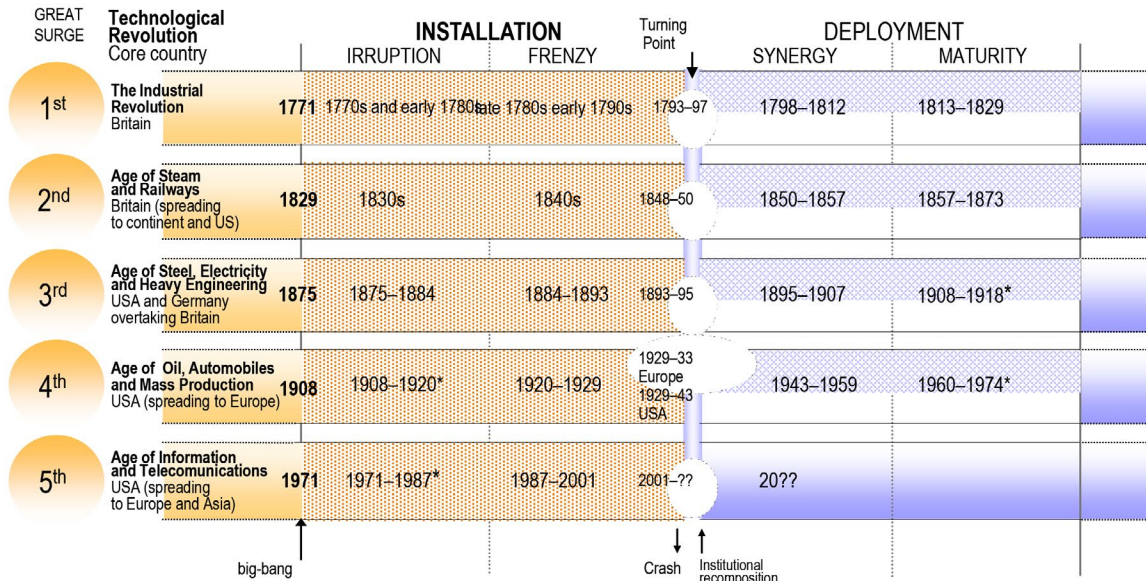 GREAT
SURGE
Technological
Revolution
Core country
INSTALLATION
IRRUPTION
FRENZY
Turning
Point
DEPLOYMENT
SYNERGY
MATURITY
1st
The Industrial
Revolution
Britain
1771
1770s and early 1780s
late 1780s early 1790s
1793–97
1798–1812
1813–1829
2nd
Age of Steam
and Railways
Britain (spreading
to continent and US)
1829
1830s
1840s
1848–50
1850–1857
1857–1873
3rd
Age of Steel, Electricity
and Heavy Engineering
USA and Germany
overtaking Britain
1875
1875–1884
1884–1893
1893–95
1895–1907
1908–1918*
4th
Age of Oil, Automobiles
and Mass Production
USA (spreading to Europe)
1908
1908–1920*
1920–1929
1929–33
Europe
1929–43
USA
1943–1959
1960–1974*
5th
Age of Information
and Telecomunications
USA (spreading
to Europe and Asia)
1971
1971–1987*
1987–2001
2001–??
20??
big-bang
Crash
Institutional
recomposition